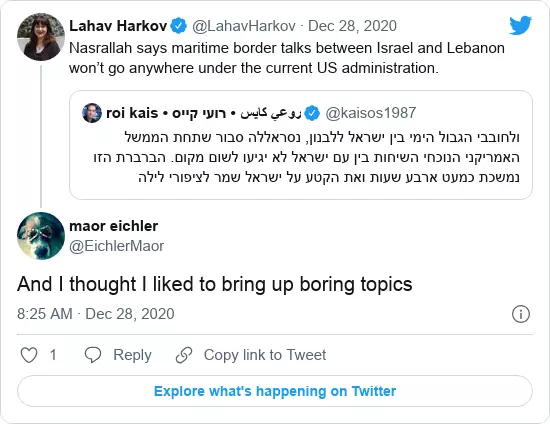 Lahav Harkov @LahavHarkov · Dec 28, 2020
Nasrallah says maritime border talks between Israel and Lebanon
won't go anywhere under the current US administration.
roi kais • רועי קייס • روعي كايس @kaisos1987
ולחובבי הגבול הימי בין ישראל ללבנון, נסראללה סבור שתחת הממשל
האמריקני הנוכחי השיחות בין עם ישראל לא יגיעו לשום מקום. הברברת הזו
נמשכת כמעט ארבע שעות ואת הקטע על ישראל שמר לציפורי לילה
maor eichler
@EichlerMaor
And I thought I liked to bring up boring topics
8:25 AM · Dec 28, 2020
1 Reply Copy link to Tweet
Explore what's happening on Twitter